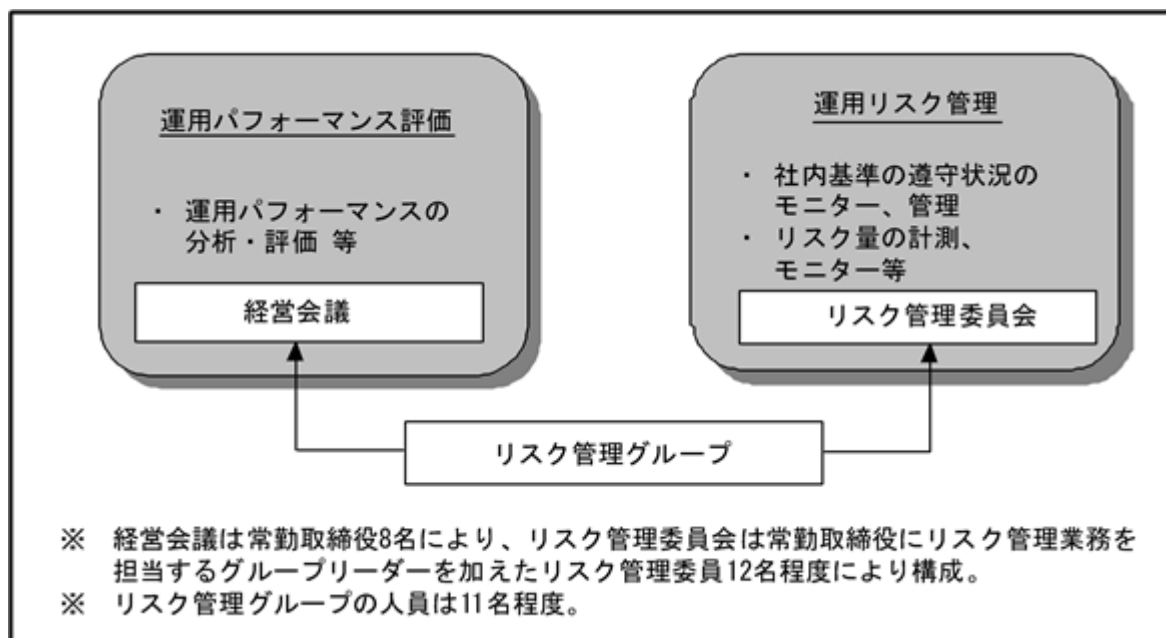 運用パフォーマンス評価
・ 運用パフォーマンスの
分析・評価 等
経営会議
運用リスク管理
・ 社内基準の遵守状況の
モニター、管理
・ リスク量の計測、
モニター等
リスク管理委員会
リスク管理グループ
※ 経営会議は常勤取締役8名により、リスク管理委員会は常勤取締役にリスク管理業務を
担当するグループリーダーを加えたリスク管理委員12名程度により構成。
※ リスク管理グループの人員は11名程度。